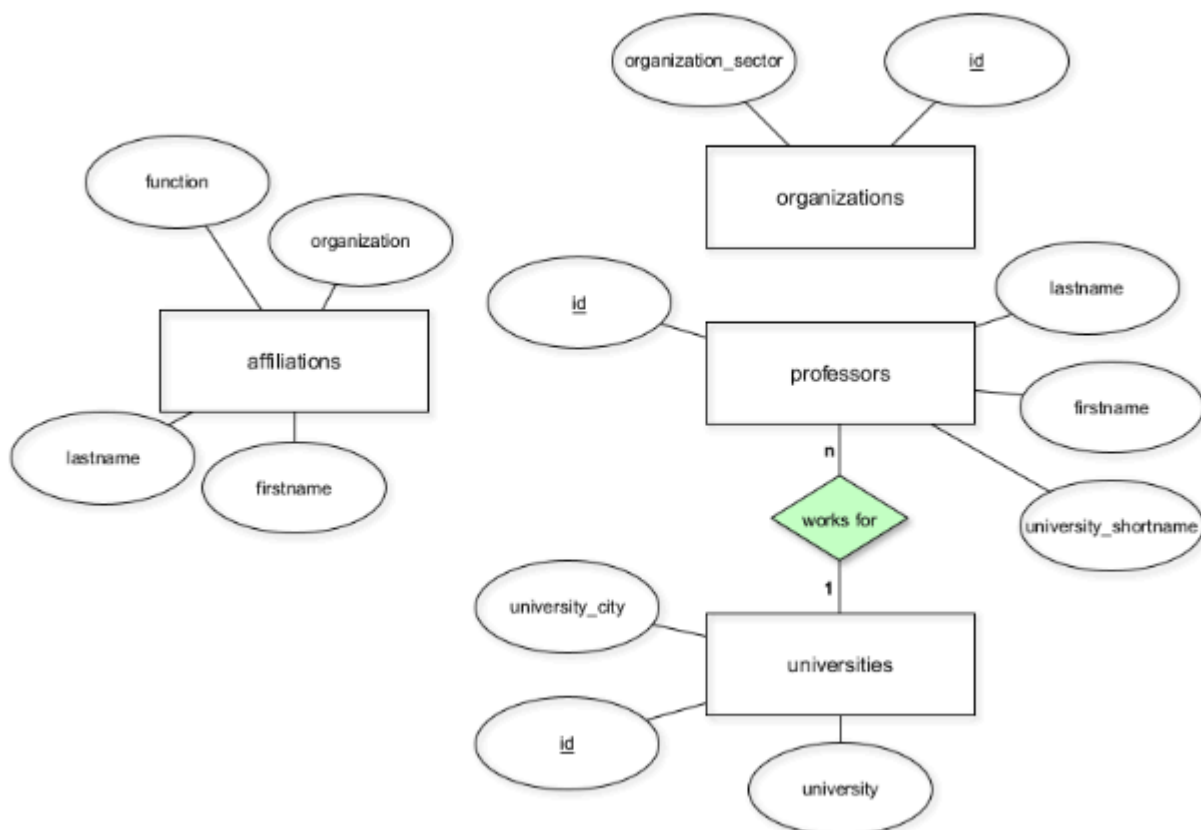 organization_sector
id
organizations
function
organization
affiliations
lastname
firstname
id
professors
lastname
firstname
university_shortname
n
works for
1
university_city
universities
id
university